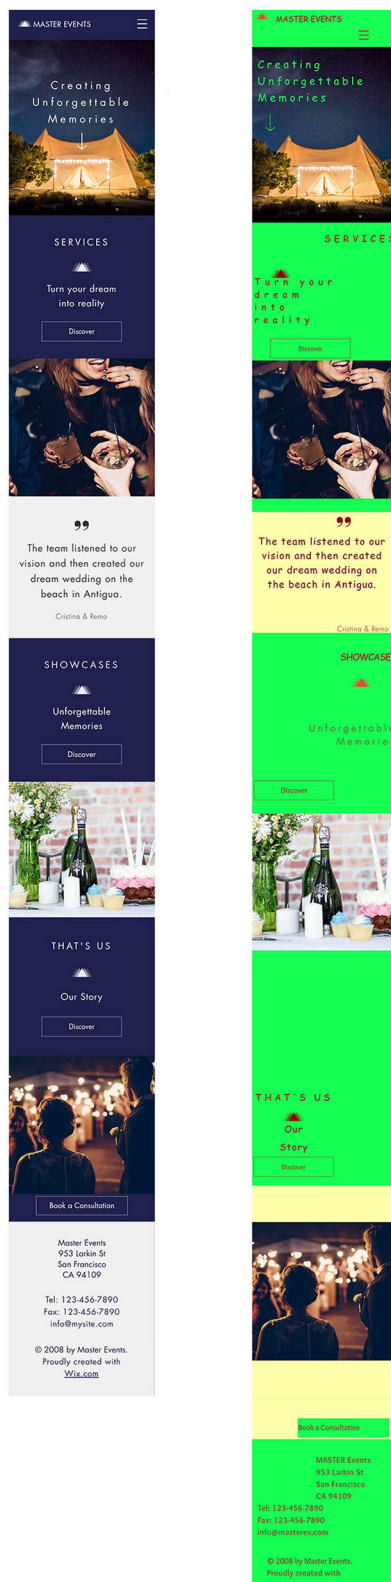 MASTER EVENTS
Creating
Unforgettable
Memories
SERVICES
Turn your dream
into reality
Discover
The team listened to our
vision and then created our
dream wedding on the
beach in Antigua.
Cristina & Remo
SHOWCASES
Unforgettable
Memories
Discover
THAT'S US
Our Story
Discover
Book a Consultation
Master Events
953 Larkin St
San Francisco
CA 94109
Tel: 123-456-7890
Fax: 123-456-7890
info@mysite.com
© 2008 by Master Events.
Proudly created with
Wix.com
MASTER EVENTS
Creating
Unforgettable
Memories
SERVICES
Turn your
dream
into
reality
Discover
The team listened to our
vision and then created
our dream wedding on
the beach in Antigua.
Cristina & Remo
SHOWCASE
Unforgettabl
Memorie
Discover
THAT'S US
Our
Story
Discover
Book a Consultation
MASTER Events
953 Larkin St
San Francisco
CA 94109
Tel: 123-456-7890
Fax: 123-456-7890
info@masterev.com
© 2008 by Master Events.
Proudly created with